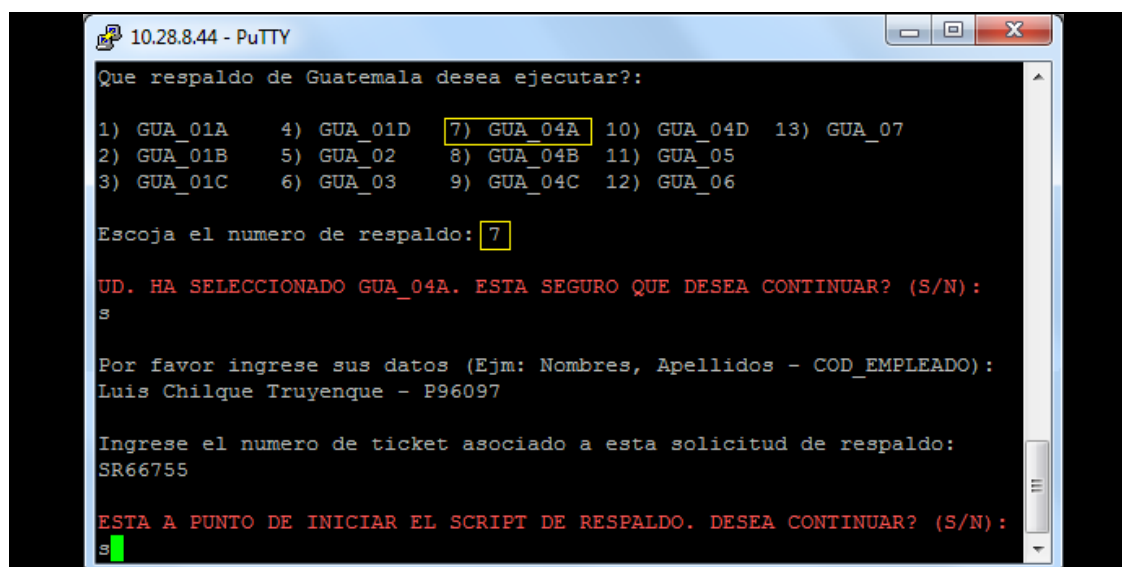 10.28.8.44 - PuTTY
Que respaldo de Guatemala desea ejecutar?:
1) GUA_01A 4) GUA_01D 7) GUA_04A 10) GUA_04D 13) GUA_07
2) GUA_01B 5) GUA_02 8) GUA_04B 11) GUA_05
3) GUA_01C 6) GUA_03 9) GUA_04C 12) GUA_06
Escoja el numero de respaldo: 7
UD. HA SELECCIONADO GUA_04A. ESTA SEGURO QUE DESEA CONTINUAR? (S/N):
s
Por favor ingrese sus datos (Ejm: Nombres, Apellidos - COD_EMPLEADO):
Luis Chilque Truyenque - P96097
Ingrese el numero de ticket asociado a esta solicitud de respaldo:
SR66755
ESTA A PUNTO DE INICIAR EL SCRIPT DE RESPALDO. DESEA CONTINUAR? (S/N):
s